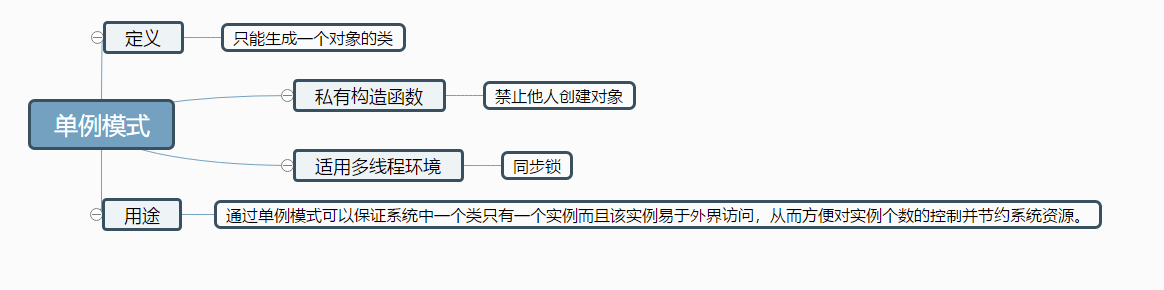 定义
只能生成一个对象的类
私有构造函数
禁止他人创建对象
单例模式
适用多线程环境
同步锁
用途
通过单例模式可以保证系统中一个类只有一个实例而且该实例易于外界访问，从而方便对实例个数的控制并节约系统资源。